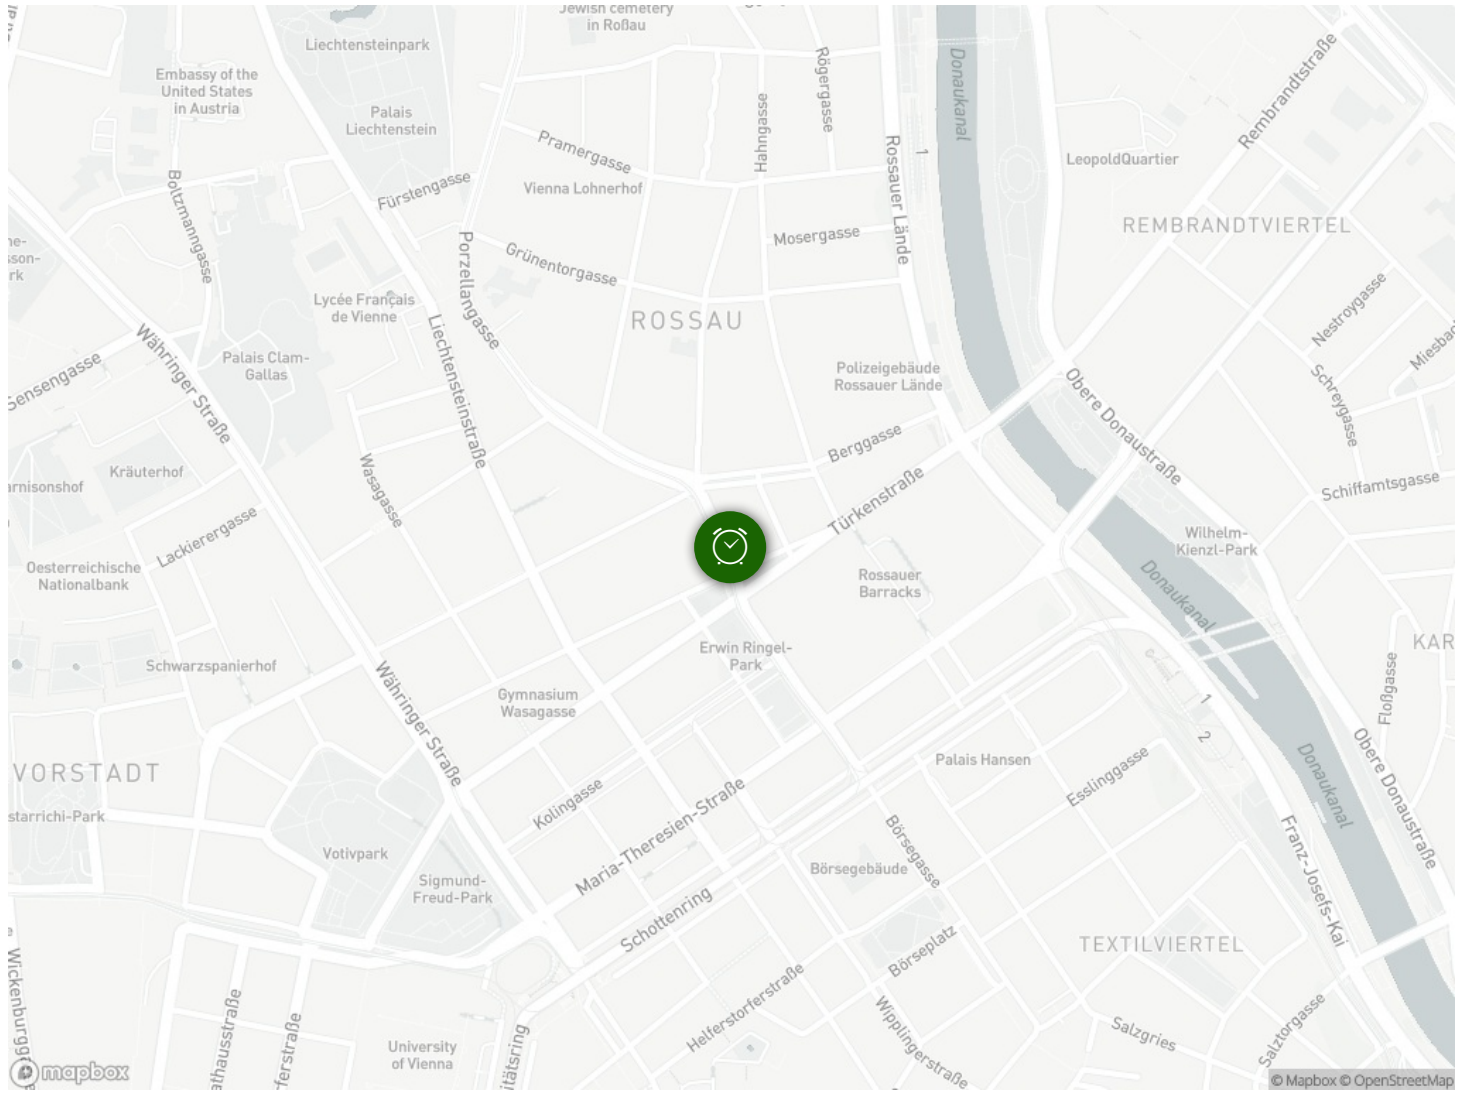 Jewish cemetery
in Roßau
Liechtensteinpark
Embassy of the
United States
in Austria
Palais
Liechtenstein
Rögergasse
Donaukanal
Rembrandtstraße
Hahngasse
Pramergasse
Rossauer Lände
1
LeopoldQuartier
Boltzmanngasse
Fürstengasse
Vienna Lohnerhof
REMBRANDTVIERTEL
Mosergasse
Porzellangasse
Grünentorgasse
Lycée Français
de Vienne
ROSSAU
Nestroygasse
Währinger Straße
Liechtensteinstraße
Palais Clam-
Gallas
Sensengasse
Polizeigebäude
Rossauer Lände
Obere Donaustraße
Schreygasse
Berggasse
Kräuterhof
Wasagasse
Türkenstraße
Schiffamtsgasse
Lackierergasse
Wilhelm-
Kienzl-Park
Oesterreichische
Nationalbank
Rossauer
Barracks
Donaukanal
Erwin Ringel-
Park
Schwarzspanierhof
Währinger Straße
Gymnasium
Wasagasse
Floßgasse
1
2
VORSTADT
Palais Hansen
Esslinggasse
Donaukanal
Obere Donaustraße
Kolingasse
Maria-Theresien-Straße
Votivpark
Börsegasse
Börsegebäude
Franz-Josefs-Kai
Sigmund-
Freud-Park
Schottenring
Börseplatz
TEXTILVIERTEL
Helferstorferstraße
Wipplingerstraße
Salzgries
Salztorgasse
University
of Vienna
mapbox
© Mapbox © OpenStreetMap